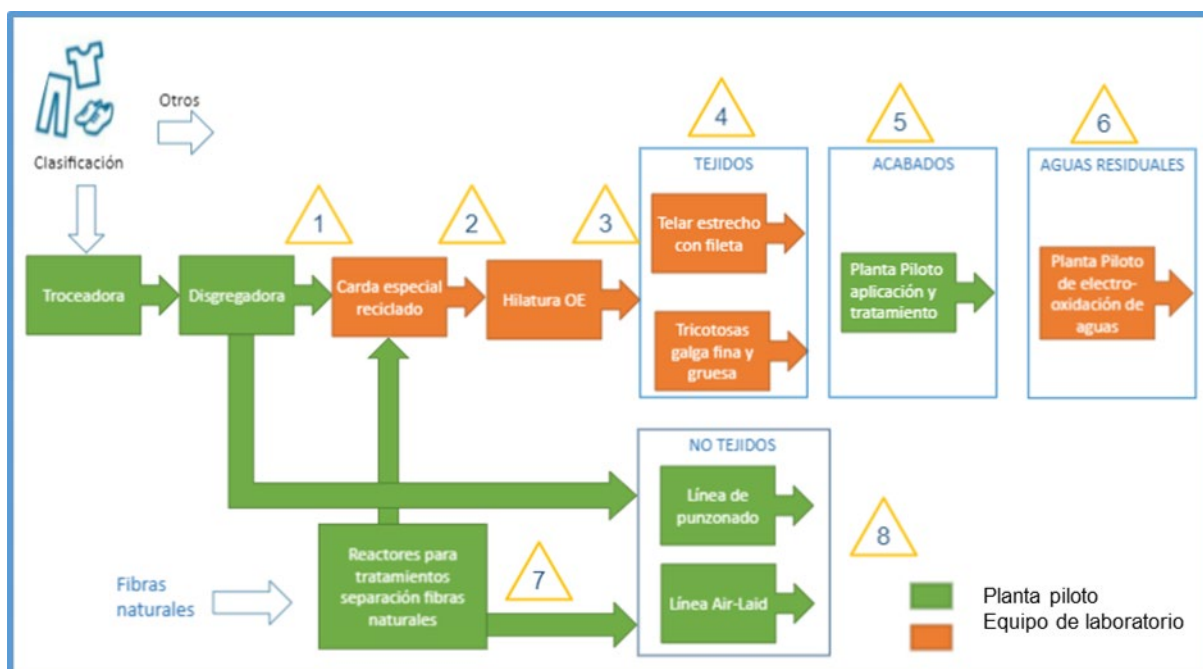 Otros
Clasificación
1
2
3
4
5
6
TEJIDOS
ACABADOS
AGUAS RESIDUALES
Troceadora
Disgregadora
Carda especial
reciclado
Hilatura OE
Telar estrecho
con fileta
Tricotosas
galga fina y
gruesa
Planta Piloto
aplicación y
tratamiento
Planta Piloto
de electro-
oxidación de
aguas
NO TEJIDOS
Línea de
punzonado
Línea Air-Laid
8
Fibras
naturales
Reactores para
tratamientos
separación fibras
naturales
7
Planta piloto
Equipo de laboratorio